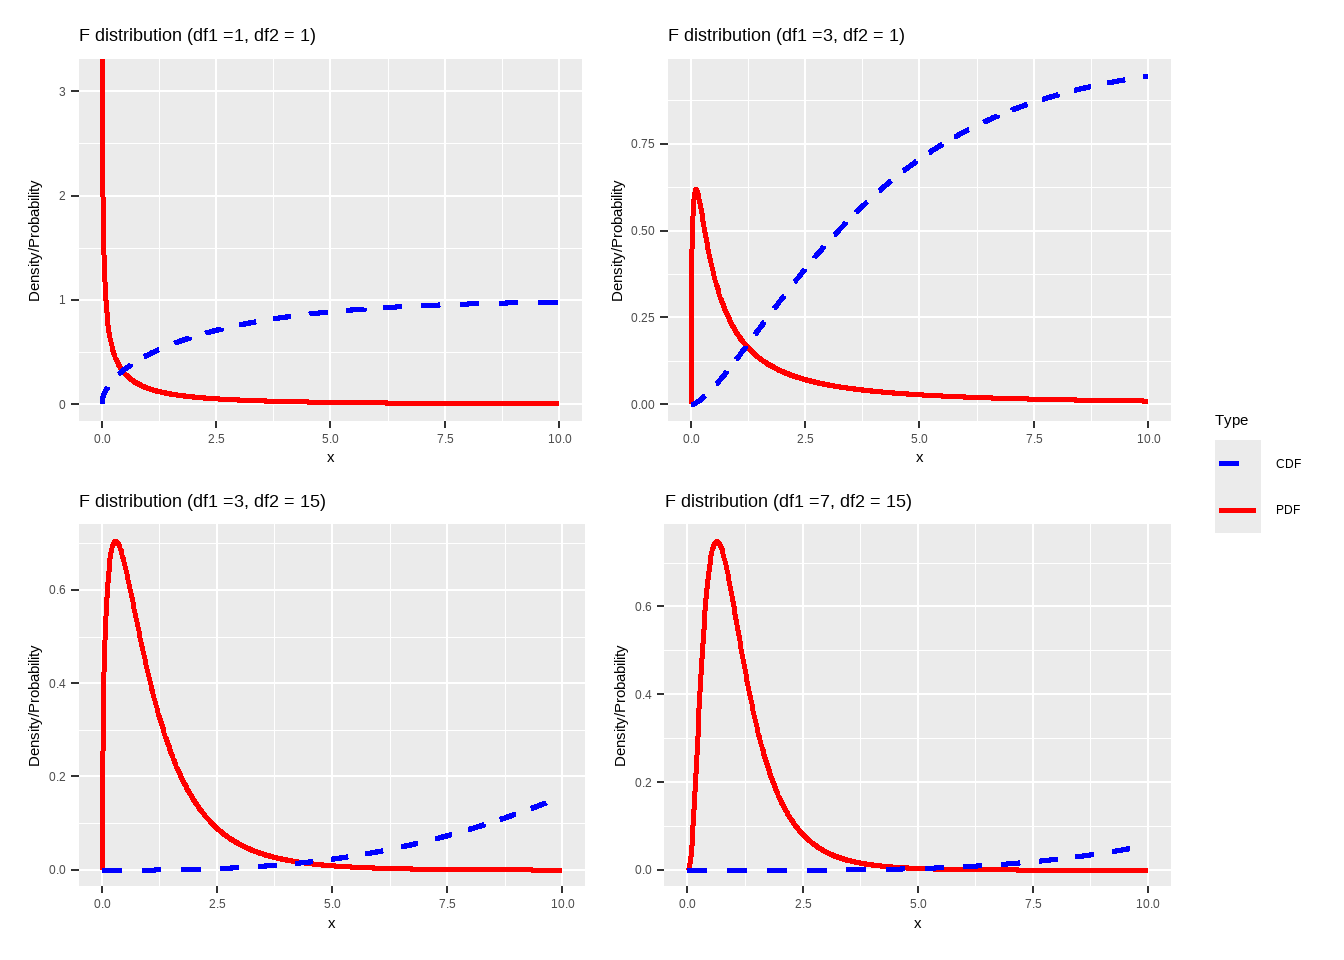 F distribution (df1 =1, df2 = 1)
Density/Probability
3
2
1
0
0.0 2.5 5.0 7.5 10.0
x
F distribution (df1 =3, df2 = 1)
Density/Probability
0.75
0.50
0.25
0.00
0.0 2.5 5.0 7.5 10.0
x
F distribution (df1 =3, df2 = 15)
Density/Probability
0.6
0.4
0.2
0.0
0.0 2.5 5.0 7.5 10.0
x
F distribution (df1 =7, df2 = 15)
Density/Probability
0.6
0.4
0.2
0.0
0.0 2.5 5.0 7.5 10.0
x
Type
CDF
PDF